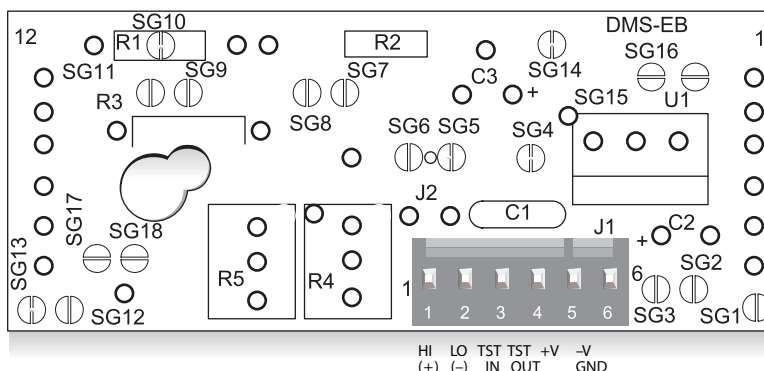 SG10
DMS-EB
12
R1
R2
1
SG11
SG9
SG7
SG14
SG16
C3
R3
SG8
+
SG15
U1
SG6
SG5
SG4
J2
C1
SG17
SG18
J1
+
C2
SG13
R5
R4
1
6
SG2
SG12
1 2 3 4 5 6
SG3
SG1
HI LO TST TST +V –V
(+) (–) IN OUT GND